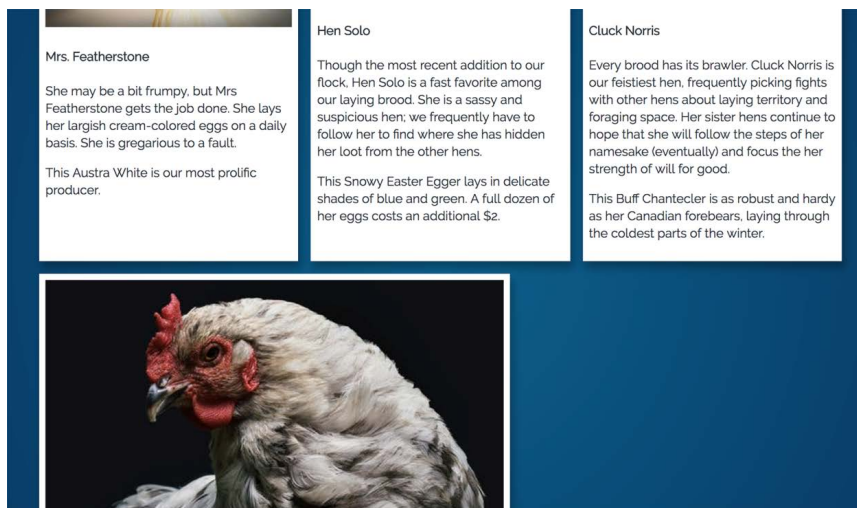 Mrs. Featherstone
She may be a bit frumpy, but Mrs
Featherstone gets the job done. She lays
her largish cream-colored eggs on a daily
basis. She is gregarious to a fault.
This Austra White is our most prolific
producer.
Hen Solo
Though the most recent addition to our
flock, Hen Solo is a fast favorite among
our laying brood. She is a sassy and
suspicious hen; we frequently have to
follow her to find where she has hidden
her loot from the other hens.
This Snowy Easter Egger lays in delicate
shades of blue and green. A full dozen of
her eggs costs an additional $2.
Cluck Norris
Every brood has its brawler. Cluck Norris is
our feistiest hen, frequently picking fights
with other hens about laying territory and
foraging space. Her sister hens continue to
hope that she will follow the steps of her
namesake (eventually) and focus the her
strength of will for good.
This Buff Chantecler is as robust and hardy
as her Canadian forebears, laying through
the coldest parts of the winter.